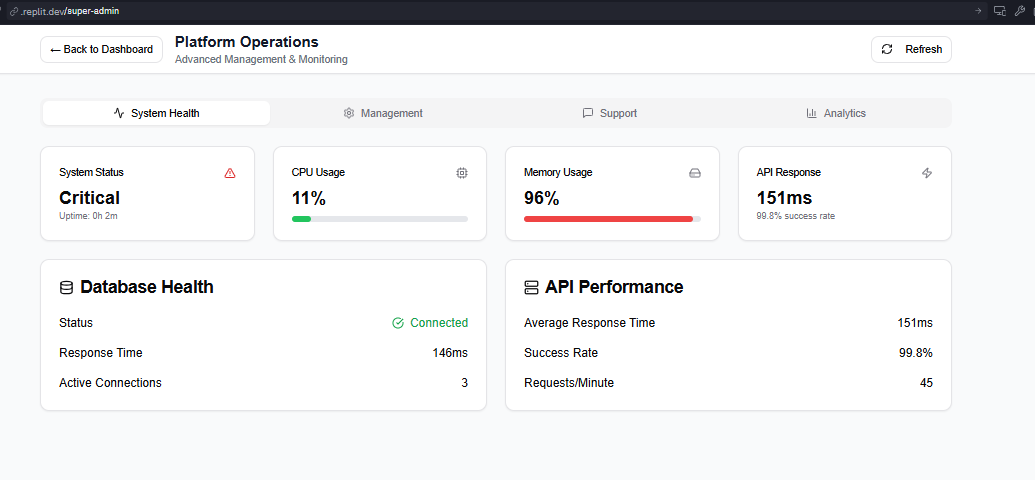 .replit.dev/super-admin
← Back to Dashboard
Platform Operations
Advanced Management & Monitoring
Refresh
System Health
Management
Support
Analytics
System Status
Critical
Uptime: 0h 2m
CPU Usage
11%
Memory Usage
96%
API Response
151ms
99.8% success rate
Database Health
Status
Connected
Response Time
146ms
Active Connections
3
API Performance
Average Response Time
151ms
Success Rate
99.8%
Requests/Minute
45